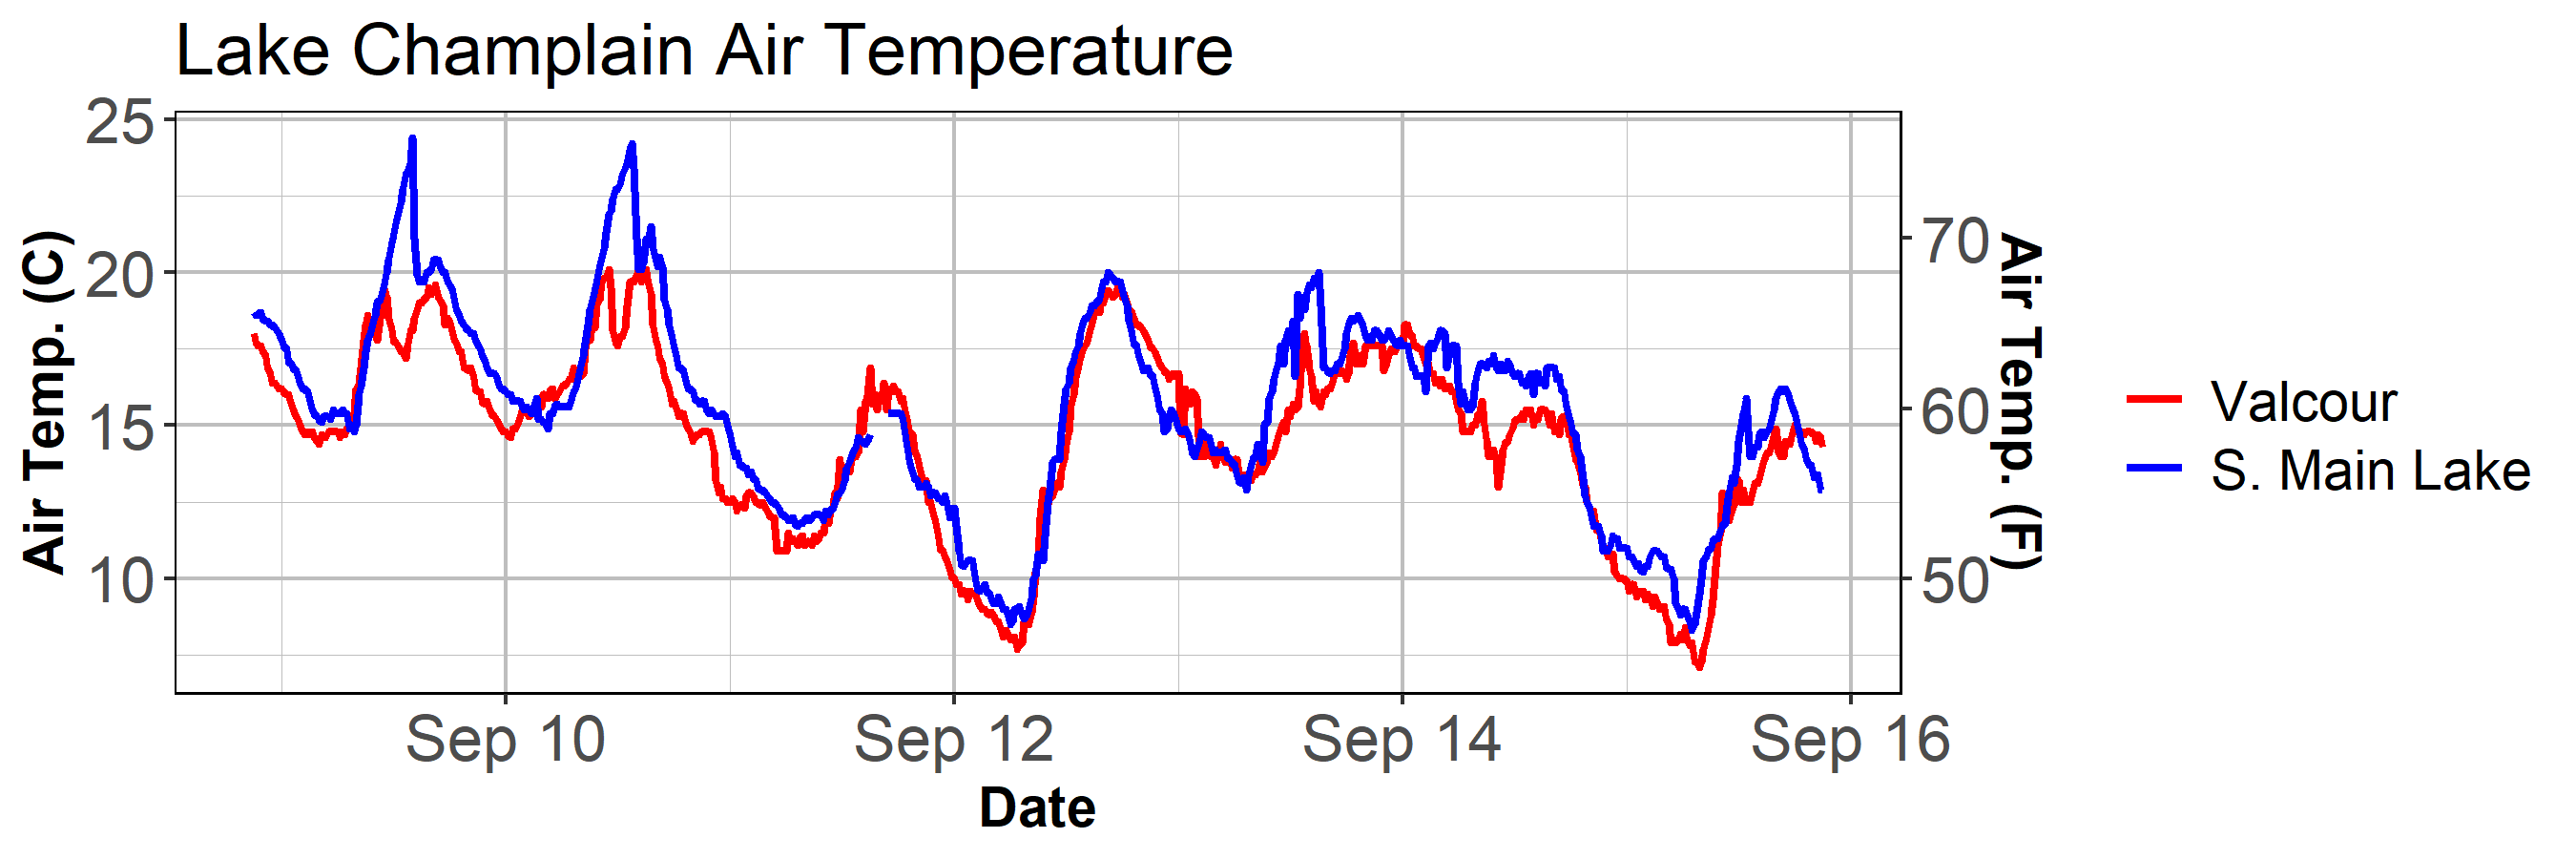 Lake Champlain Air Temperature
25
20
15
10
Air Temp. (C)
70
60
50
Air Temp. (F)
Sep 10
Sep 12
Sep 14
Sep 16
Date
Valcour
S. Main Lake